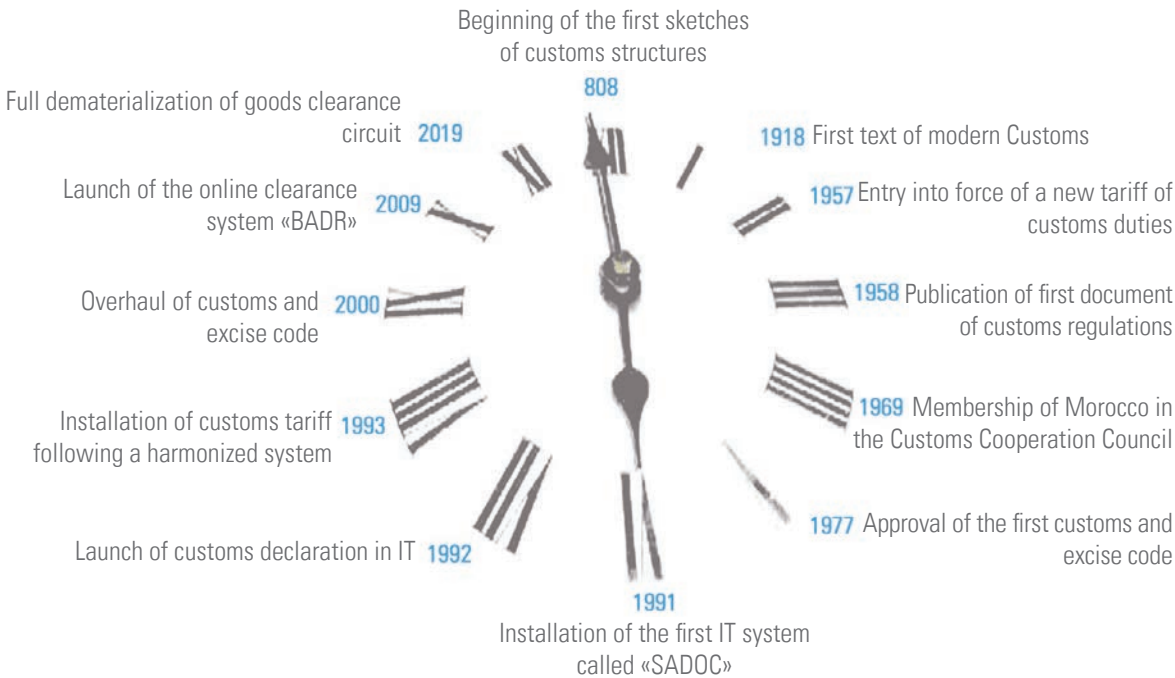 Beginning of the first sketches
of customs structures
808
1918 First text of modern Customs
1957 Entry into force of a new tariff of
customs duties
1958 Publication of first document
of customs regulations
1969 Membership of Morocco in
the Customs Cooperation Council
1977 Approval of the first customs and
excise code
1991
Installation of the first IT system
called «SADOC»
Launch of customs declaration in IT 1992
Installation of customs tariff 1993
following a harmonized system
Overhaul of customs and 2000
excise code
Launch of the online clearance 2009
system «BADR»
Full dematerialization of goods clearance
circuit 2019